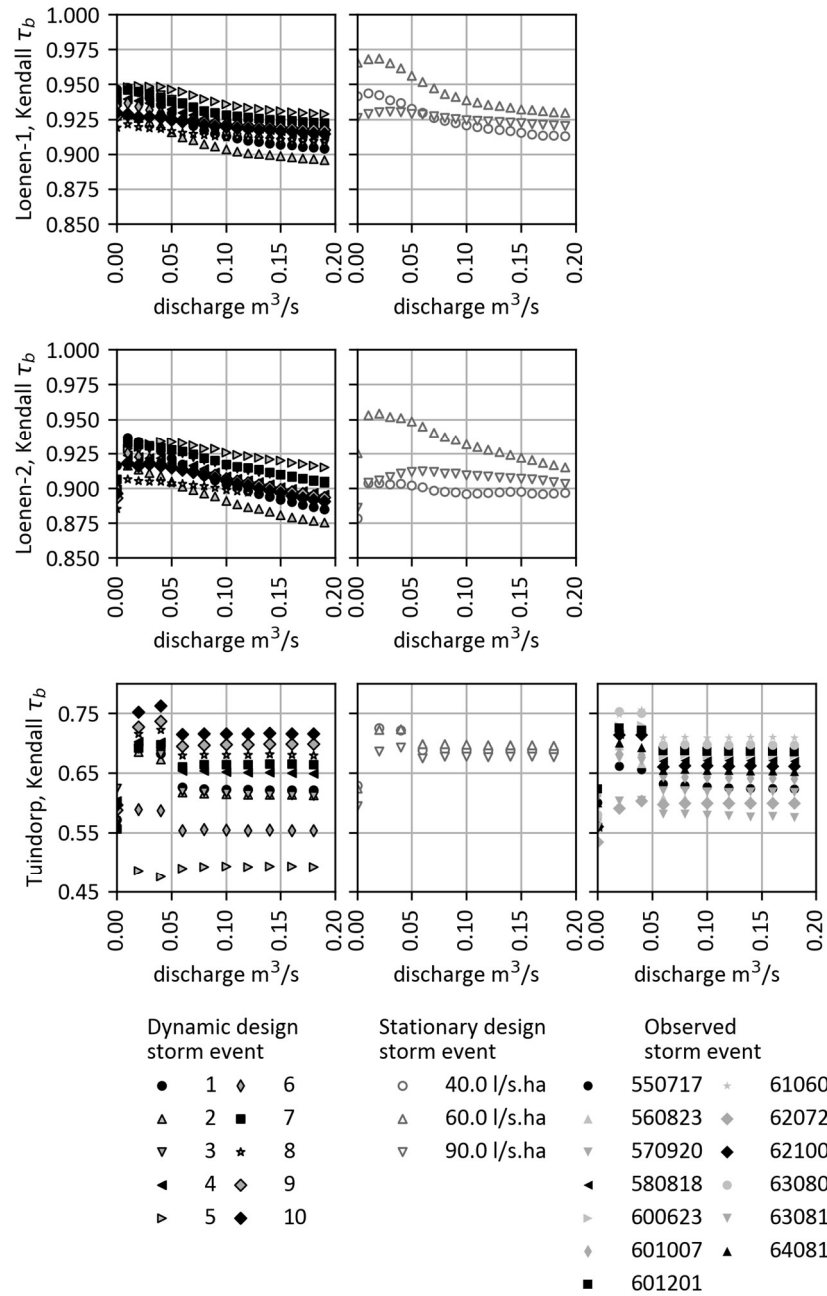 Loenen-1, Kendall τb
1.000
0.975
0.950
0.925
0.900
0.875
0.850
0.00 0.05 0.10 0.15 0.20
discharge m³/s
0.00 0.05 0.10 0.15 0.20
discharge m³/s
Loenen-2, Kendall τb
1.000
0.975
0.950
0.925
0.900
0.875
0.850
0.00 0.05 0.10 0.15 0.20
discharge m³/s
0.00 0.05 0.10 0.15 0.20
discharge m³/s
Tuindorp, Kendall τb
0.75
0.65
0.55
0.45
0.00 0.05 0.10 0.15 0.20
discharge m³/s
0.00 0.05 0.10 0.15 0.20
discharge m³/s
0.00 0.05 0.10 0.15 0.20
discharge m³/s
Dynamic design
storm event
1 6
2 7
3 8
4 9
5 10
Stationary design
storm event
40.0 l/s.ha
60.0 l/s.ha
90.0 l/s.ha
Observed
storm event
550717 61060
560823 62072
570920 62100
580818 63080
600623 63081
601007 64081
601201